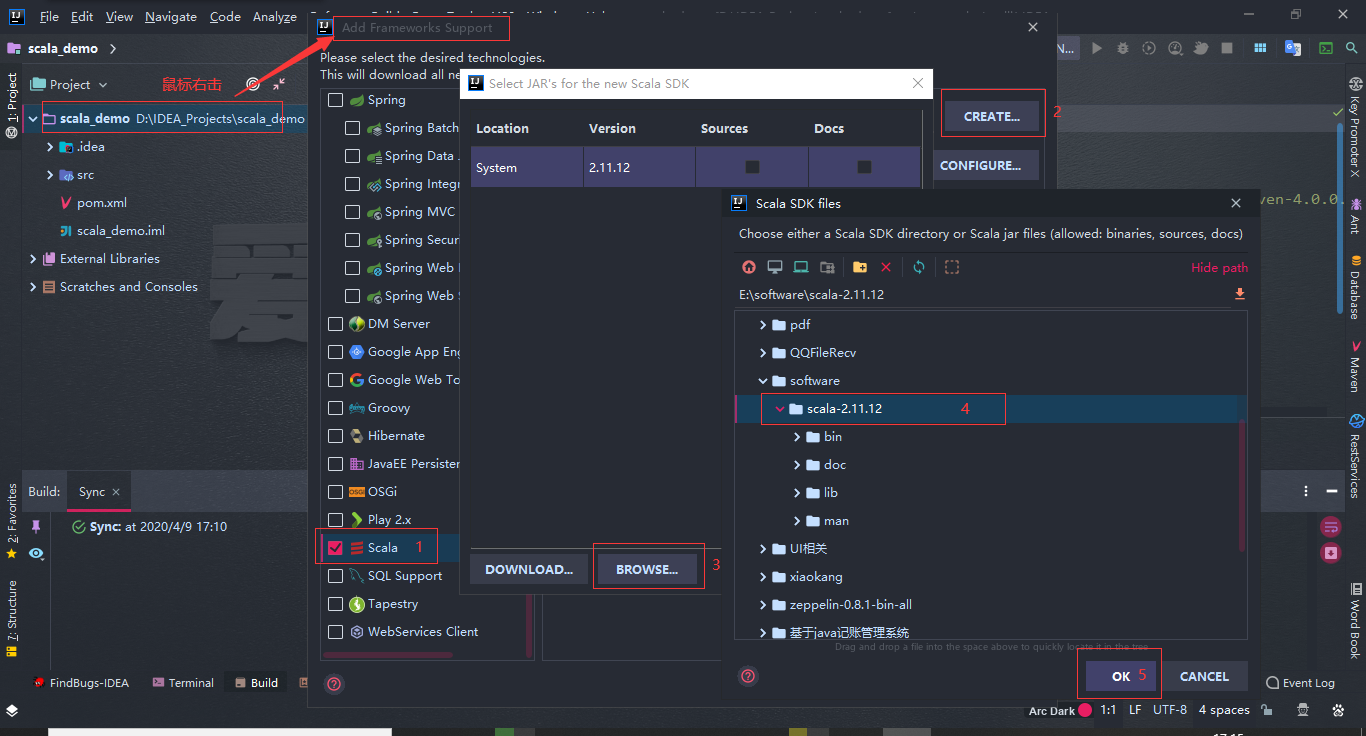 File Edit View Navigate Code Analyze
Add Frameworks Support
scala_demo
N...
Please select the desired technologies.
This will download all ne
1: Project
Project
鼠标右击
scala_demo D:\IDEA_Projects\scala_demo
.idea
src
pom.xml
scala_demo.iml
External Libraries
Scratches and Consoles
Spring
Spring Batch
Spring Data
Spring Integr
Spring MVC
Spring Secur
Spring Web
Spring Web
DM Server
Google App Eng
Google Web To
Groovy
Hibernate
JavaEE Persister
OSGi
Play 2.x
Scala 1
SQL Support
Tapestry
WebServices Client
Select JAR's for the new Scala SDK
Location Version Sources Docs
System 2.11.12
CREATE... 2
CONFIGURE...
DOWNLOAD... BROWSE... 3
Scala SDK files
Choose either a Scala SDK directory or Scala jar files (allowed: binaries, sources, docs)
Hide path
E:\software\scala-2.11.12
pdf
QQFileRecv
software
scala-2.11.12 4
bin
doc
lib
man
UI相关
xiaokang
zeppelin-0.8.1-bin-all
基于java记账管理系统
Drag and drop a file into the space above to quickly locate it in the tree
OK 5 CANCEL
ven-4.0.0.
Key Promoter X
Ant
Database
Maven
RestServices
Word Book
Build: Sync
Sync: at 2020/4/9 17:10
2: Favorites
7: Structure
FindBugs-IDEA Terminal Build
Event Log
Arc Dark 1:1 LF UTF-8 4 spaces